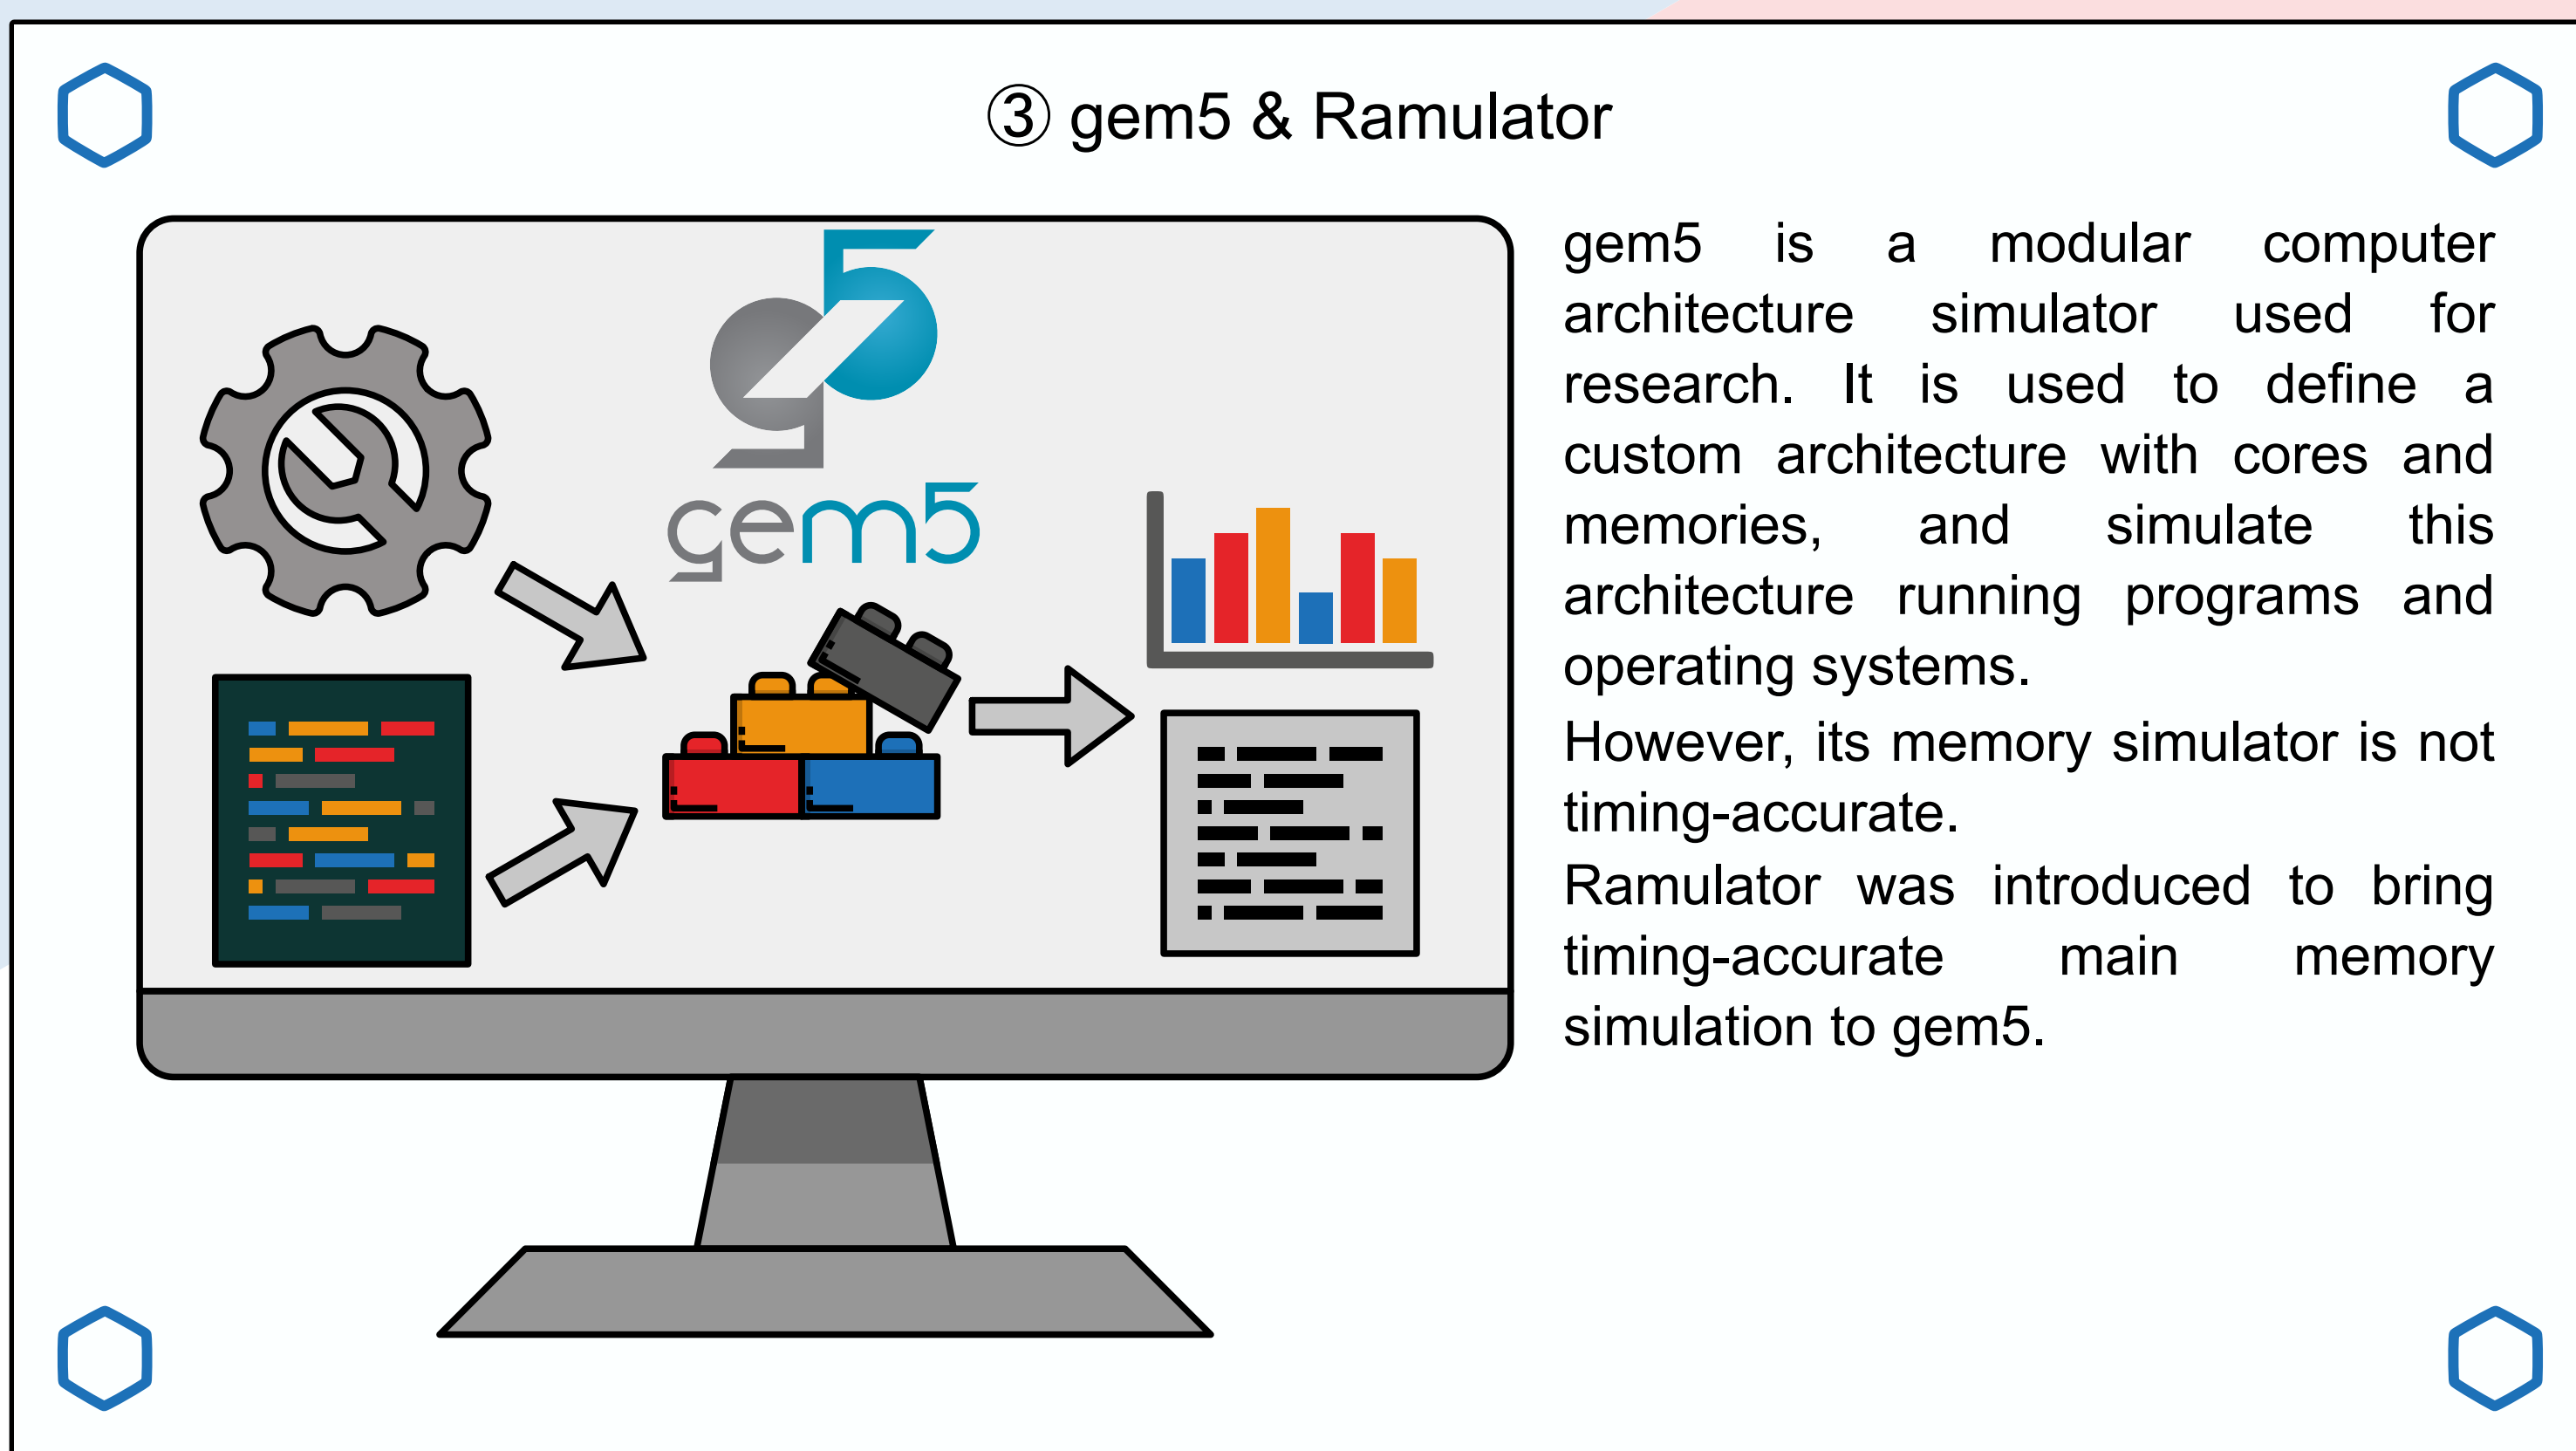 ③ gem5 & Ramulator
gem5
gem5 is a modular computer
architecture simulator used for
research. It is used to define a
custom architecture with cores and
memories, and simulate this
architecture running programs and
operating systems.
However, its memory simulator is not
timing-accurate.
Ramulator was introduced to bring
timing-accurate main memory
simulation to gem5.